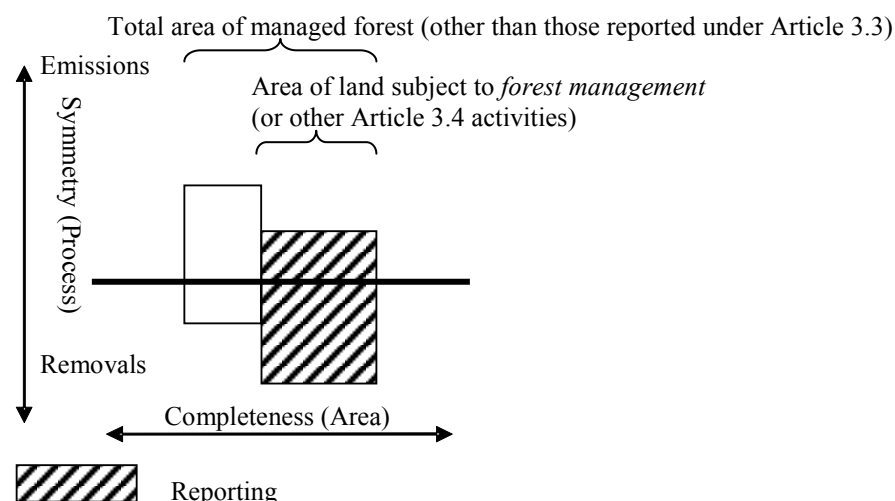 Total area of managed forest (other than those reported under Article 3.3)
Emissions
Area of land subject to forest management
(or other Article 3.4 activities)
Symmetry (Process)
Removals
Completeness (Area)
Reporting